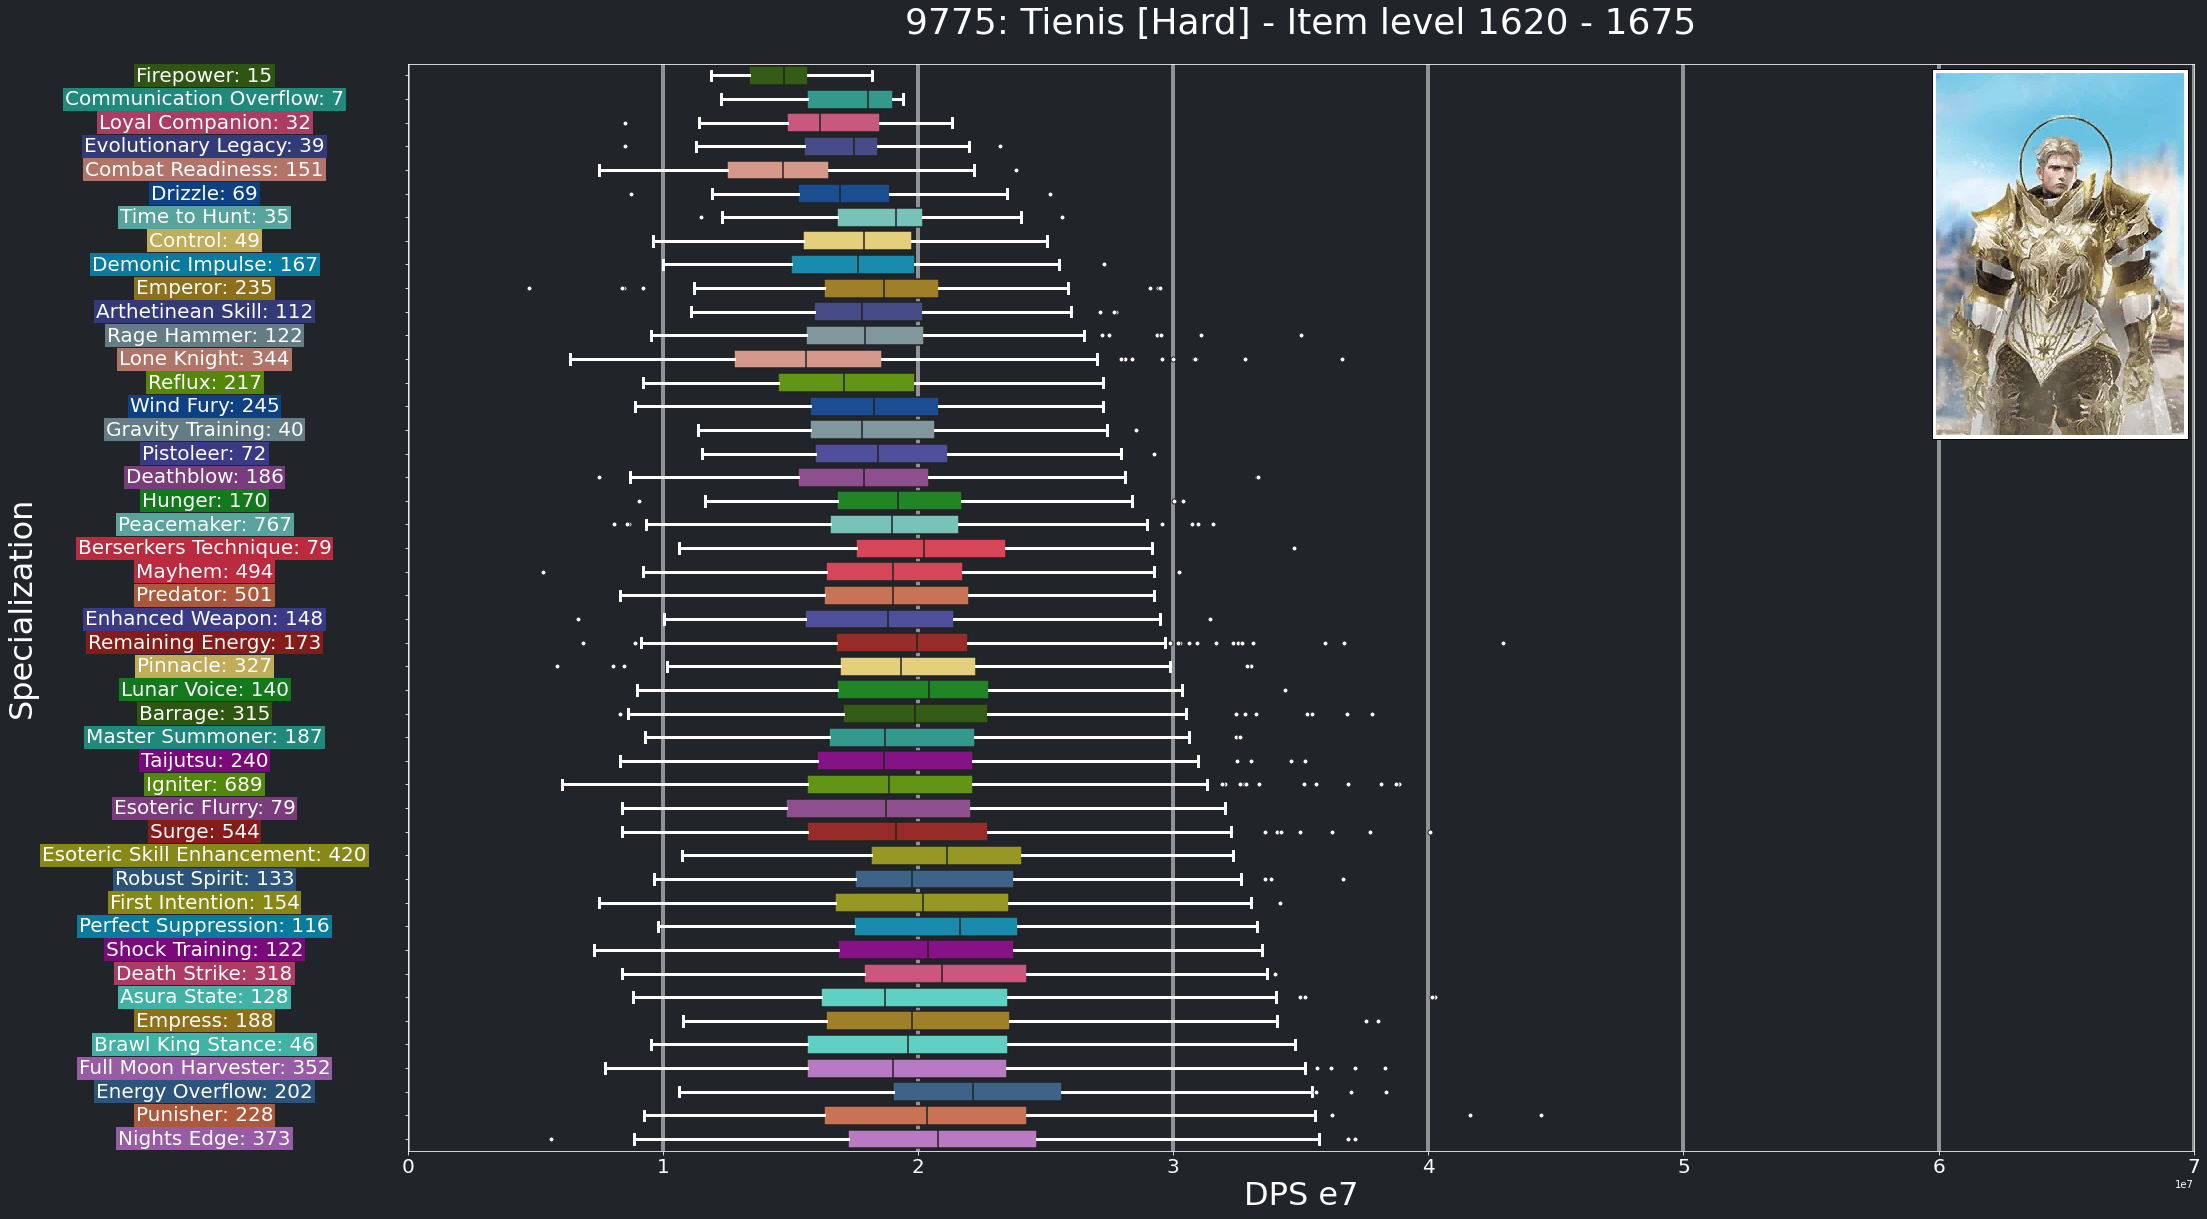 9775: Tienis [Hard] - Item level 1620 - 1675
Specialization
Firepower: 15
Communication Overflow: 7
Loyal Companion: 32
Evolutionary Legacy: 39
Combat Readiness: 151
Drizzle: 69
Time to Hunt: 35
Control: 49
Demonic Impulse: 167
Emperor: 235
Arthetinean Skill: 112
Rage Hammer: 122
Lone Knight: 344
Reflux: 217
Wind Fury: 245
Gravity Training: 40
Pistoleer: 72
Deathblow: 186
Hunger: 170
Peacemaker: 767
Berserkers Technique: 79
Mayhem: 494
Predator: 501
Enhanced Weapon: 148
Remaining Energy: 173
Pinnacle: 327
Lunar Voice: 140
Barrage: 315
Master Summoner: 187
Taijutsu: 240
Igniter: 689
Esoteric Flurry: 79
Surge: 544
Esoteric Skill Enhancement: 420
Robust Spirit: 133
First Intention: 154
Perfect Suppression: 116
Shock Training: 122
Death Strike: 318
Asura State: 128
Empress: 188
Brawl King Stance: 46
Full Moon Harvester: 352
Energy Overflow: 202
Punisher: 228
Nights Edge: 373
0 1 2 3 4 5 6 7
1e7
DPS e7